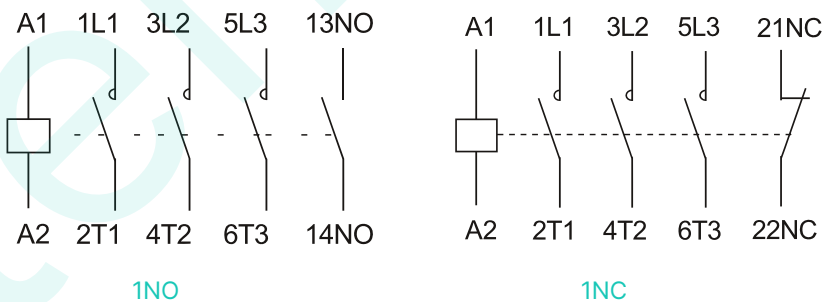 A1 1L1 3L2 5L3 13NO
A2 2T1 4T2 6T3 14NO
1NO
A1 1L1 3L2 5L3 21NC
A2 2T1 4T2 6T3 22NC
1NC